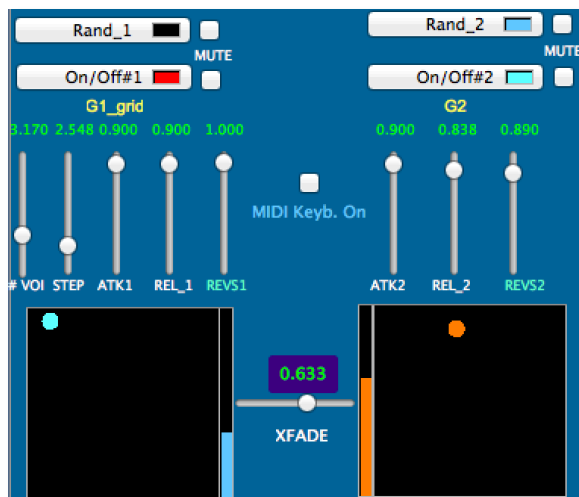 Rand_1
Rand_2
MUTE
MUTE
On/Off#1
On/Off#2
G1_grid
G2
3.170 2.548 0.900 0.900 1.000
0.900 0.838 0.890
MIDI Keyb. On
# VOI STEP ATK1 REL_1 REVS1
ATK2 REL_2 REVS2
0.633
XFADE